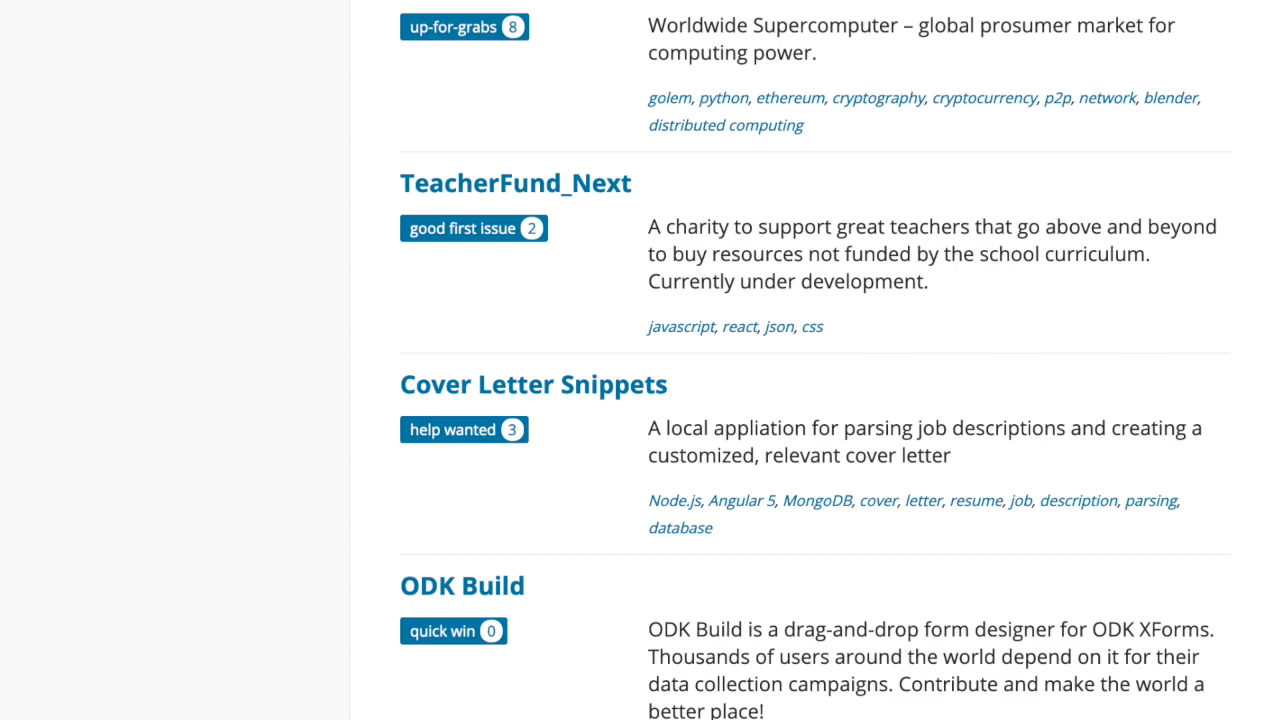 up-for-grabs 8
Worldwide Supercomputer – global prosumer market for
computing power.
golem, python, ethereum, cryptography, cryptocurrency, p2p, network, blender,
distributed computing
TeacherFund_Next
good first issue 2
A charity to support great teachers that go above and beyond
to buy resources not funded by the school curriculum.
Currently under development.
javascript, react, json, css
Cover Letter Snippets
help wanted 3
A local appliation for parsing job descriptions and creating a
customized, relevant cover letter
Node.js, Angular 5, MongoDB, cover, letter, resume, job, description, parsing,
database
ODK Build
quick win 0
ODK Build is a drag-and-drop form designer for ODK XForms.
Thousands of users around the world depend on it for their
data collection campaigns. Contribute and make the world a
better place!